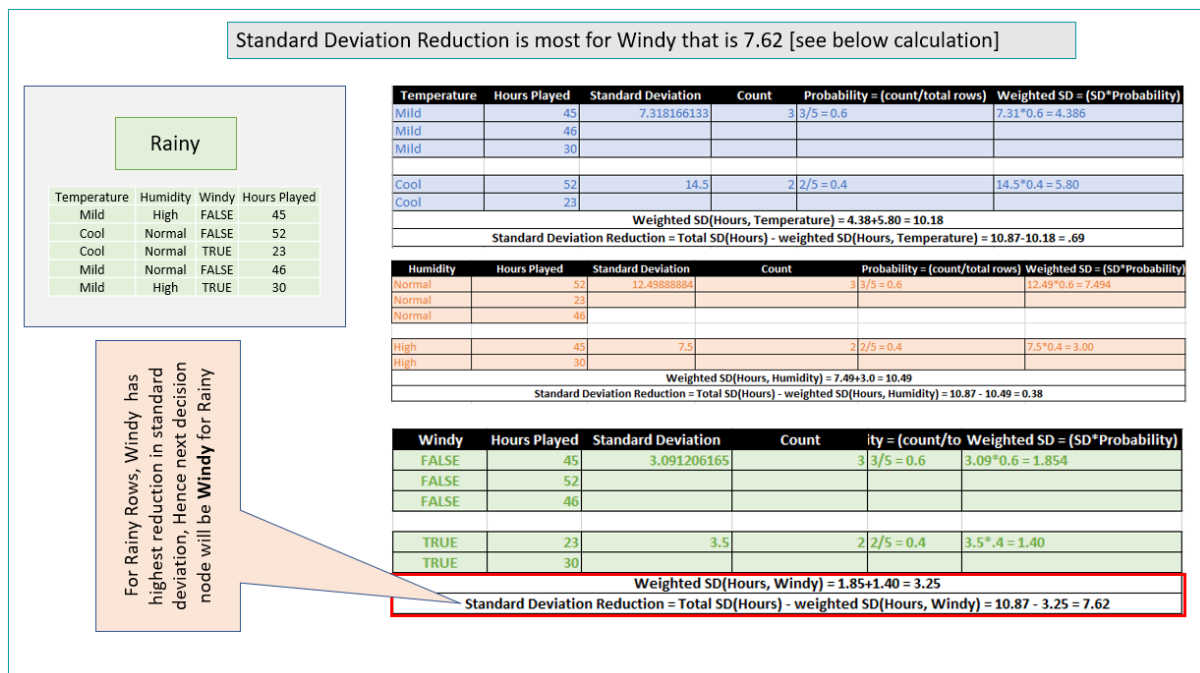 Standard Deviation Reduction is most for Windy that is 7.62 [see below calculation]
Rainy
Temperature Humidity Windy Hours Played
Mild High FALSE 45
Cool Normal FALSE 52
Cool Normal TRUE 23
Mild Normal FALSE 46
Mild High TRUE 30
For Rainy Rows, Windy has
highest reduction in standard
deviation, Hence next decision
node will be Windy for Rainy
Temperature Hours Played Standard Deviation Count Probability = (count/total rows) Weighted SD = (SD*Probability)
Mild 45 7.318166133 3 3/5 = 0.6 7.31*0.6 = 4.386
Mild 46
Mild 30
Cool 52 14.5 2 2/5 = 0.4 14.5*0.4 = 5.80
Cool 23
Weighted SD(Hours, Temperature) = 4.38+5.80 = 10.18
Standard Deviation Reduction = Total SD(Hours) - weighted SD(Hours, Temperature) = 10.87-10.18 = .69
Humidity Hours Played Standard Deviation Count Probability = (count/total rows) Weighted SD = (SD*Probability)
Normal 52 12.49888884 3 3/5 = 0.6 12.49*0.6 = 7.494
Normal 23
Normal 46
High 45 7.5 2 2/5 = 0.4 7.5*0.4 = 3.00
High 30
Weighted SD(Hours, Humidity) = 7.49+3.0 = 10.49
Standard Deviation Reduction = Total SD(Hours) - weighted SD(Hours, Humidity) = 10.87 - 10.49 = 0.38
Windy Hours Played Standard Deviation Count ity = (count/to Weighted SD = (SD*Probability)
FALSE 45 3.091206165 3 3/5 = 0.6 3.09*0.6 = 1.854
FALSE 52
FALSE 46
TRUE 23 3.5 2 2/5 = 0.4 3.5*.4 = 1.40
TRUE 30
Weighted SD(Hours, Windy) = 1.85+1.40 = 3.25
Standard Deviation Reduction = Total SD(Hours) - weighted SD(Hours, Windy) = 10.87 - 3.25 = 7.62